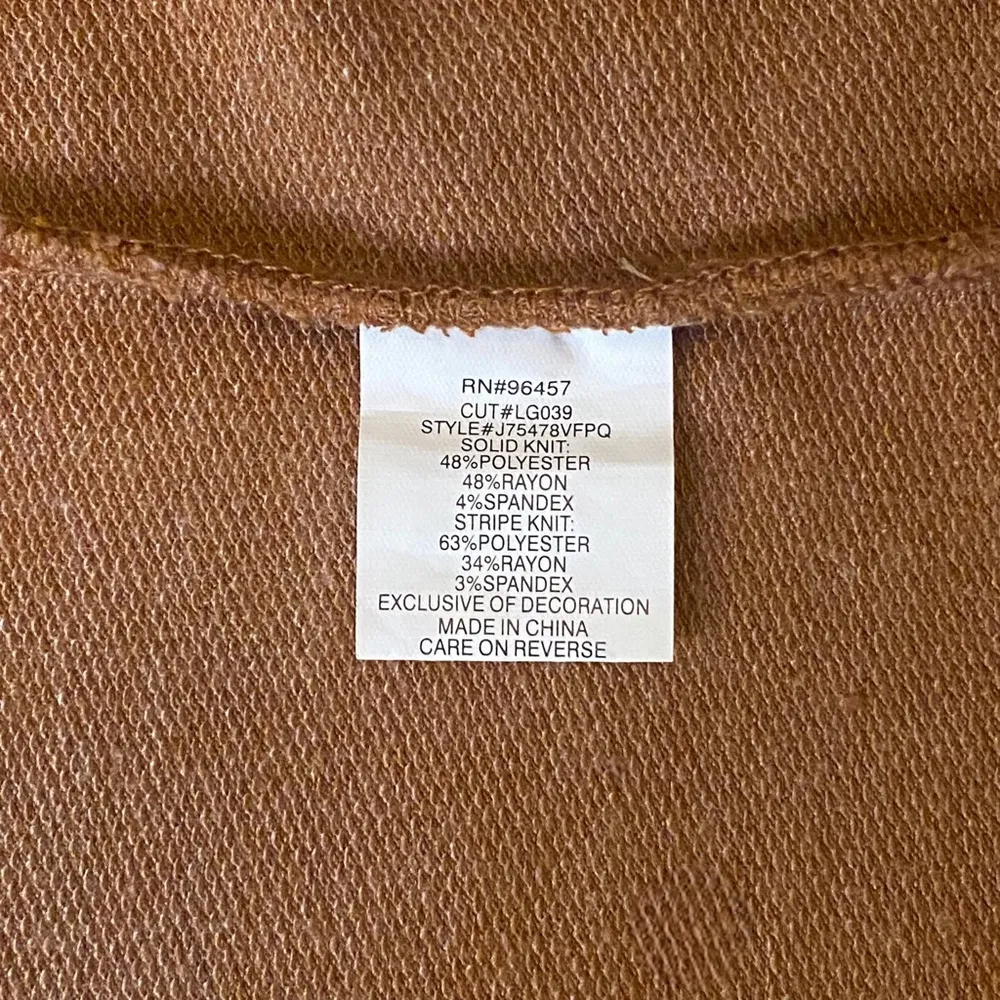 RN#96457
CUT#LG039
STYLE#J75478VFPQ
SOLID KNIT:
48%POLYESTER
48%RAYON
4%SPANDEX
STRIPE KNIT:
63%POLYESTER
34%RAYON
3%SPANDEX
EXCLUSIVE OF DECORATION
MADE IN CHINA
CARE ON REVERSE